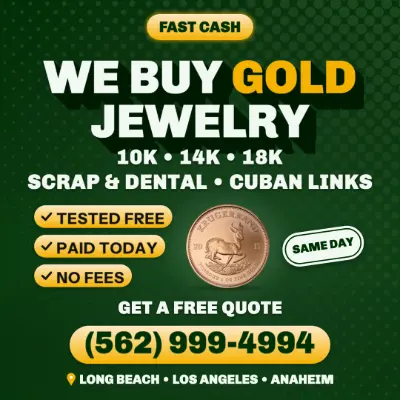 FAST CASH
WE BUY GOLD
JEWELRY
10K • 14K • 18K
SCRAP & DENTAL • CUBAN LINKS
✓ TESTED FREE
✓ PAID TODAY
✓ NO FEES
KRUGERRAND
SAME DAY
GET A FREE QUOTE
(562) 999-4994
LONG BEACH • LOS ANGELES • ANAHEIM